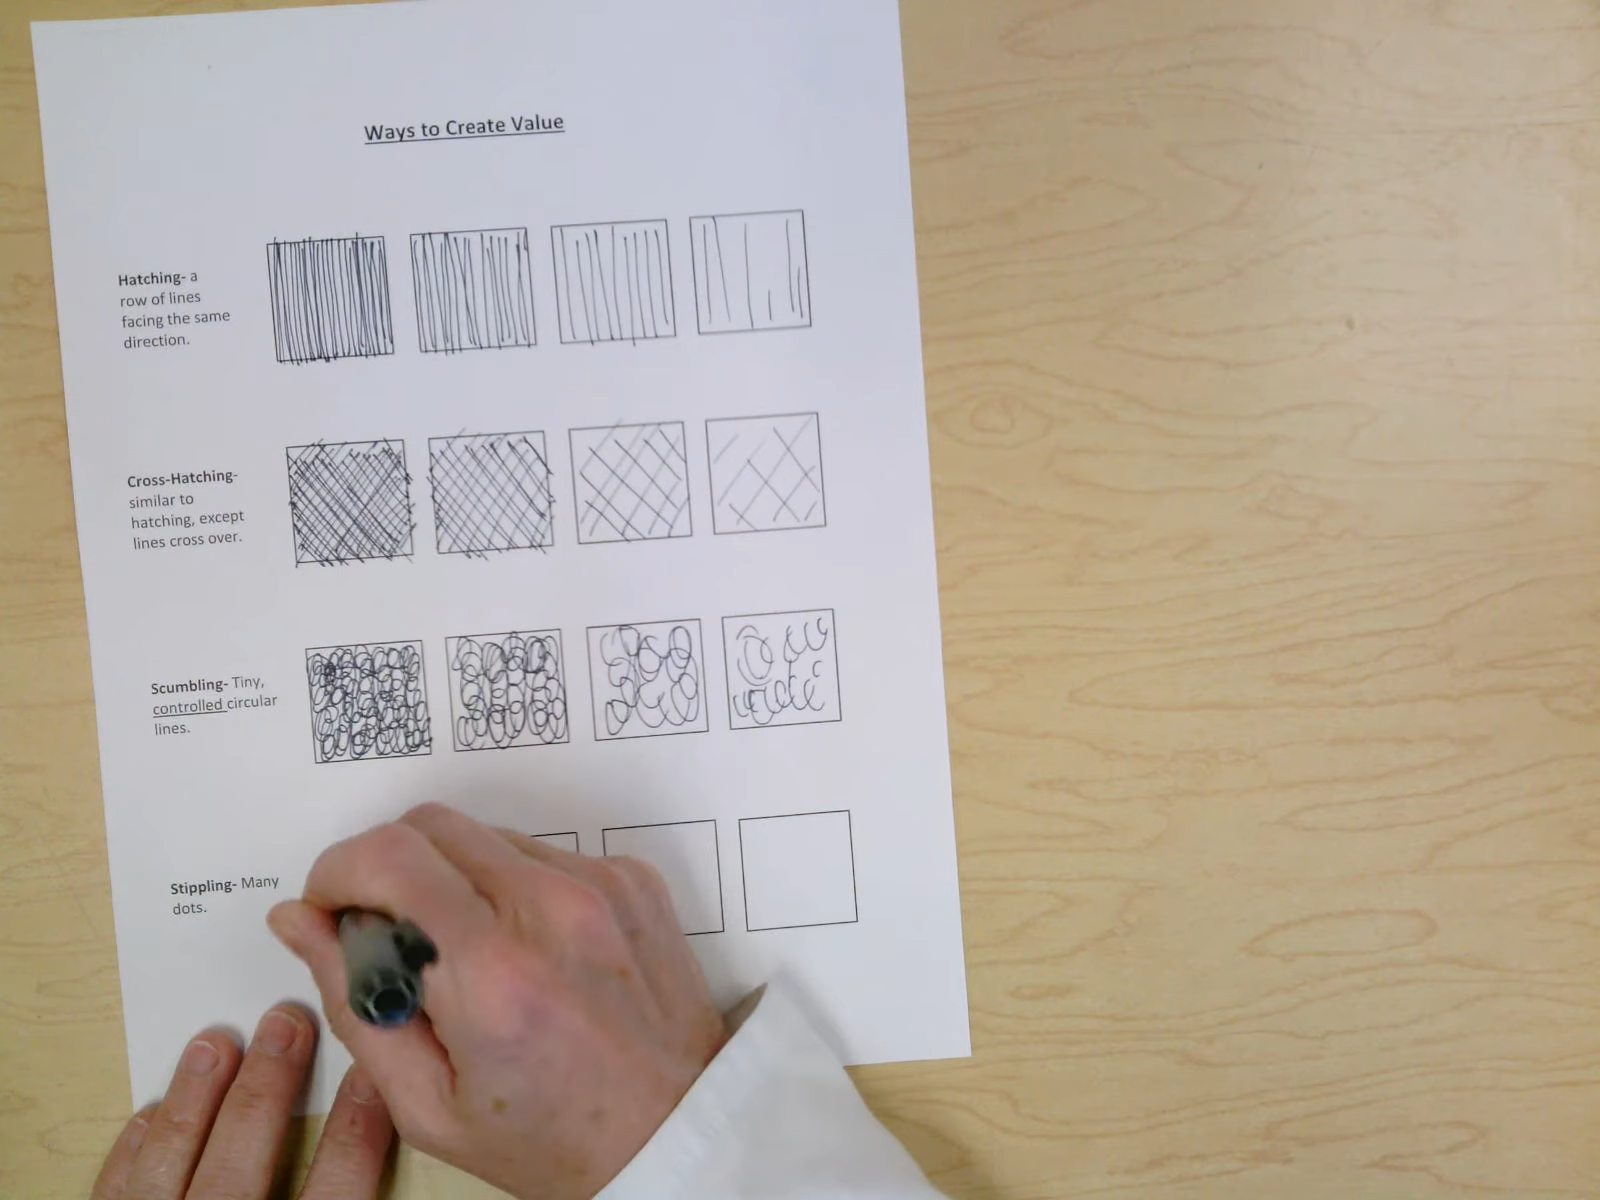 Ways to Create Value
Hatching- a
row of lines
facing the same
direction.
Cross-Hatching-
similar to
hatching, except
lines cross over.
Scumbling- Tiny,
controlled circular
lines.
Stippling- Many
dots.